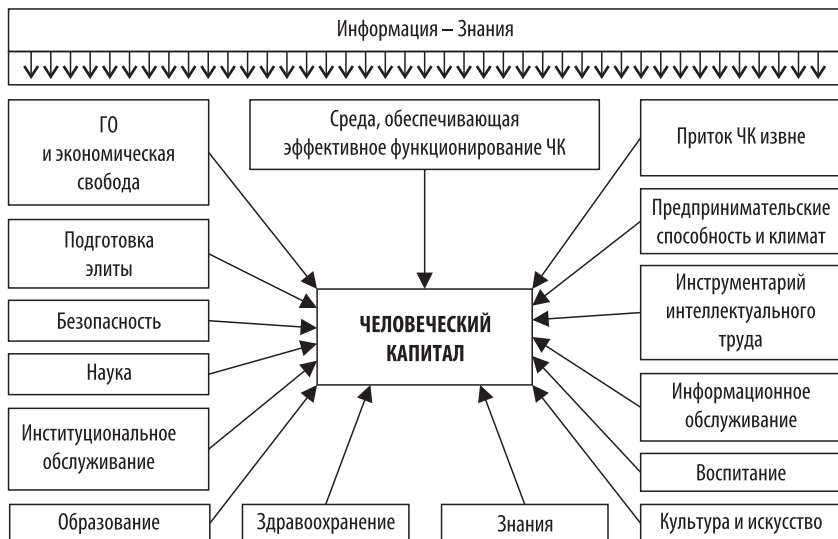 Информация – Знания
ГО
и экономическая
свобода
Среда, обеспечивающая
эффективное функционирование ЧК
Приток ЧК извне
Предпринимательские
способность и климат
Подготовка
элиты
Инструментарий
интеллектуального
труда
Безопасность
ЧЕЛОВЕЧЕСКИЙ
КАПИТАЛ
Наука
Информационное
обслуживание
Институциональное
обслуживание
Воспитание
Образование
Здравоохранение
Знания
Культура и искусство